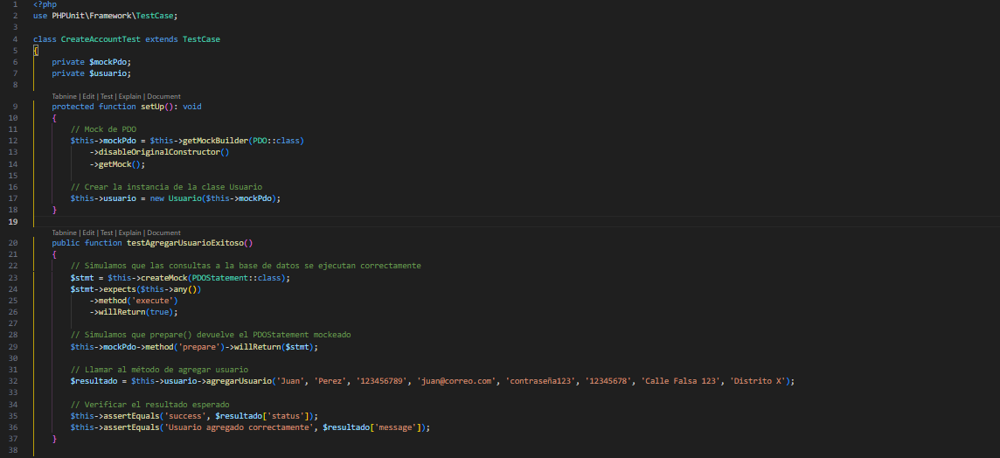 1 <?php
2 use PHPUnit\Framework\TestCase;
3
4 class CreateAccountTest extends TestCase
5 {
6     private $mockPdo;
7     private $usuario;
8
Tabnine | Edit | Test | Explain | Document
9     protected function setUp(): void
10     {
11         // Mock de PDO
12         $this->mockPdo = $this->getMockBuilder(PDO::class)
13             ->disableOriginalConstructor()
14             ->getMock();
15
16         // Crear la instancia de la clase Usuario
17         $this->usuario = new Usuario($this->mockPdo);
18     }
19
Tabnine | Edit | Test | Explain | Document
20     public function testAgregarUsuarioExitoso()
21     {
22         // Simulamos que las consultas a la base de datos se ejecutan correctamente
23         $stmt = $this->createMock(PDOStatement::class);
24         $stmt->expects($this->any())
25             ->method('execute')
26             ->willReturn(true);
27
28         // Simulamos que prepare() devuelve el PDOStatement mockeado
29         $this->mockPdo->method('prepare')->willReturn($stmt);
30
31         // Llamar al método de agregar usuario
32         $resultado = $this->usuario->agregarUsuario('Juan', 'Perez', '123456789', 'juan@correo.com', 'contraseña123', '12345678', 'Calle Falsa 123', 'Distrito X');
33
34         // Verificar el resultado esperado
35         $this->assertEquals('success', $resultado['status']);
36         $this->assertEquals('Usuario agregado correctamente', $resultado['message']);
37     }
38